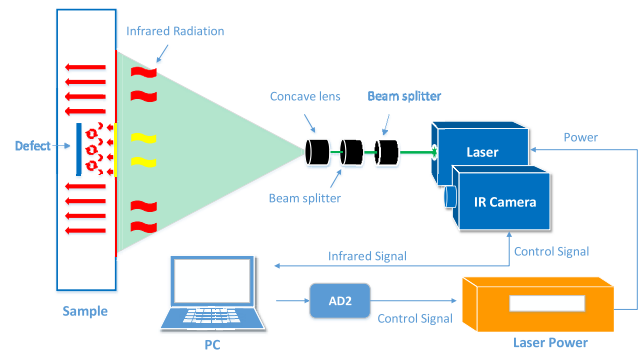 Infrared Radiation
Concave lens
Beam splitter
Power
Defect
Laser
Beam splitter
IR Camera
Infrared Signal
Control Signal
Sample
AD2
Control Signal
PC
Laser Power